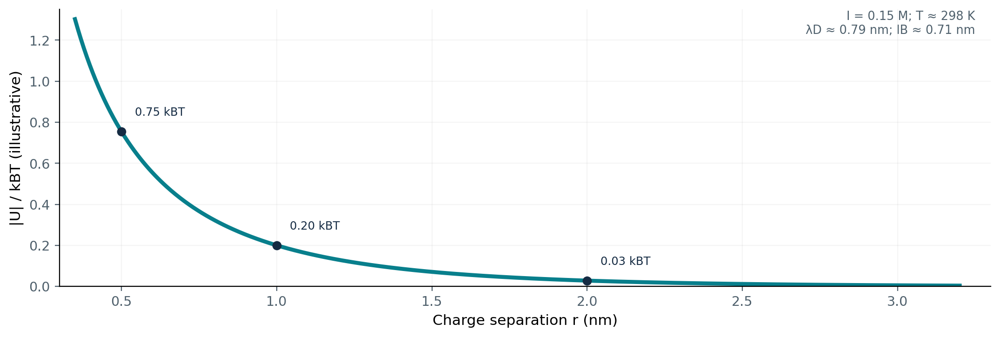 I = 0.15 M; T ≈ 298 K
λD ≈ 0.79 nm; lB ≈ 0.71 nm
|U| / kBT (illustrative)
1.2
1.0
0.8
0.6
0.4
0.2
0.0
0.75 kBT
0.20 kBT
0.03 kBT
0.5
1.0
1.5
2.0
2.5
3.0
Charge separation r (nm)